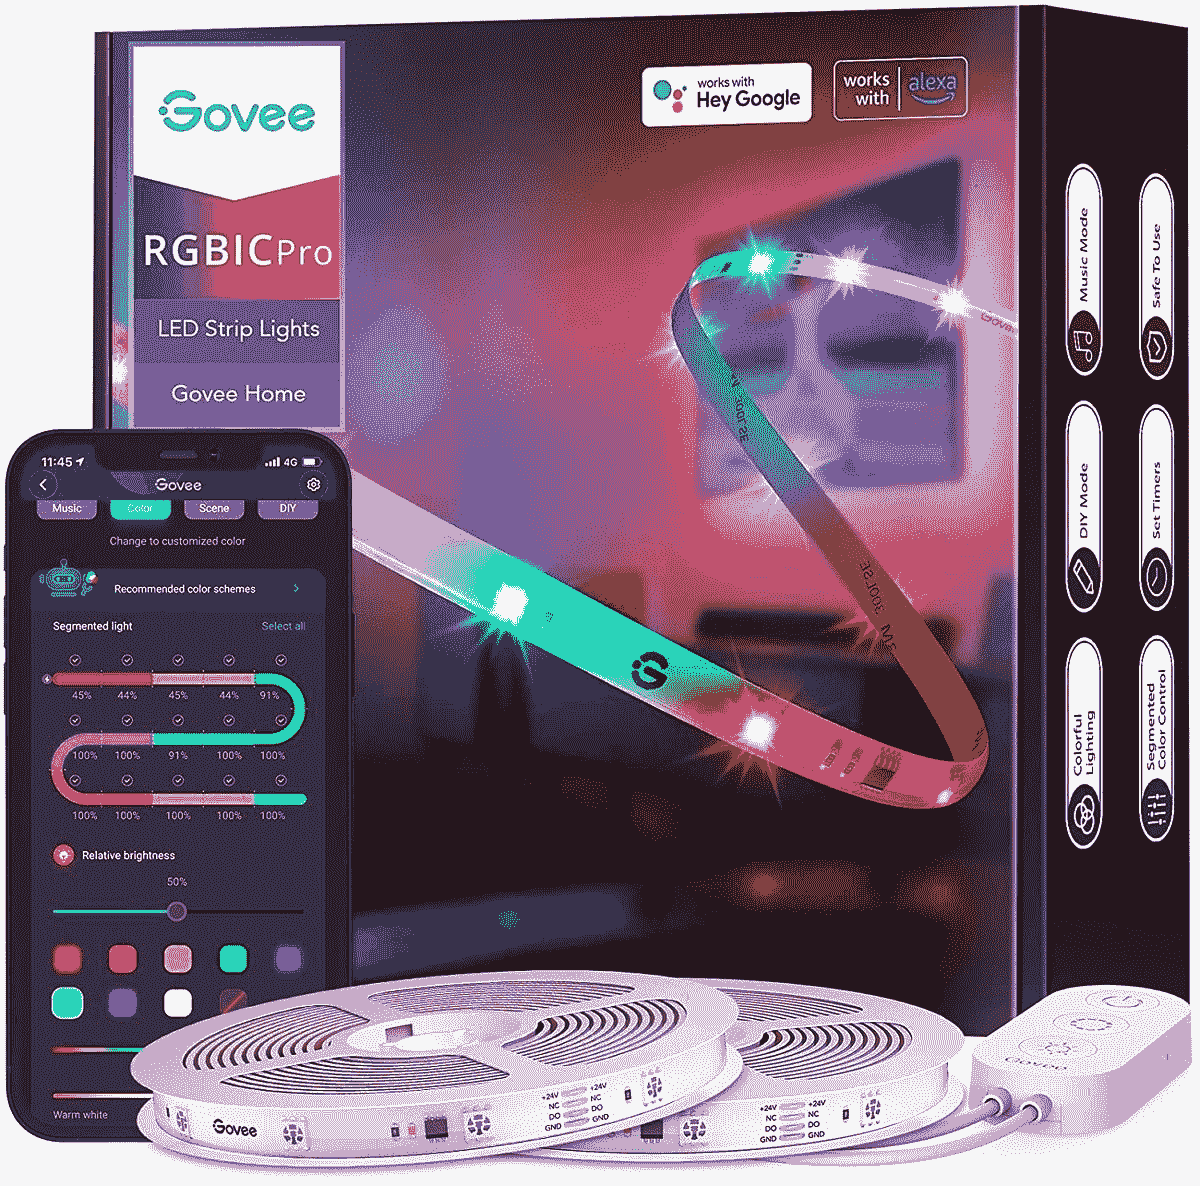 Govee
RGBICPro
LED Strip Lights
Govee Home
works with
Hey Google
works
with
alexa
Music Mode
Safe To Use
DIY Mode
Set Timers
Colorful
Lighting
Segmented
Color Control
11:45
4G
Govee
Music Color Scene DIY
Change to customized color
Recommended color schemes
Segmented light Select all
45% 44% 45% 44% 91%
100% 100% 91% 100% 100%
100% 100% 100% 100% 100%
Relative brightness
50%
Warm white
Govee
+24V +24V
NC NC
DO DO
GND GND
+24V +24V
NC NC
DO DO
GND GND
Govee